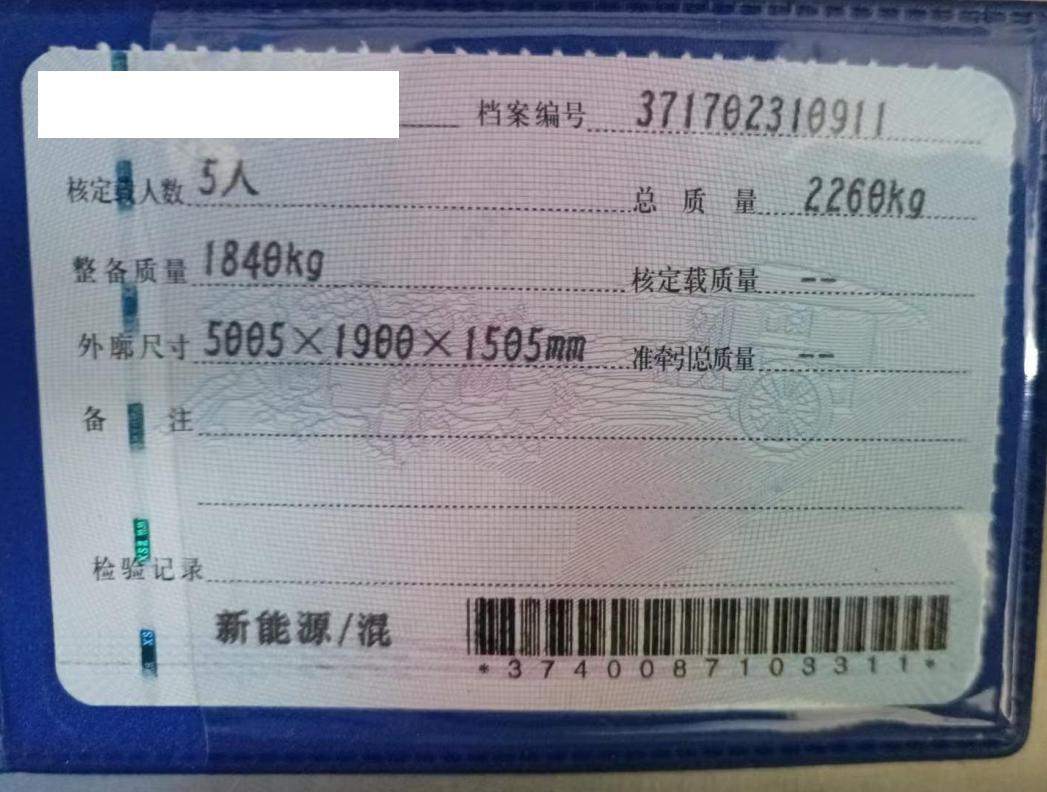 档案编号 371702310911
核定载人数 5人 总质量 2260kg
整备质量 1840kg 核定载质量 --
外廓尺寸 5005×1900×1505mm 准牵引总质量 --
备注
检验记录
新能源/混
*3740087103311*